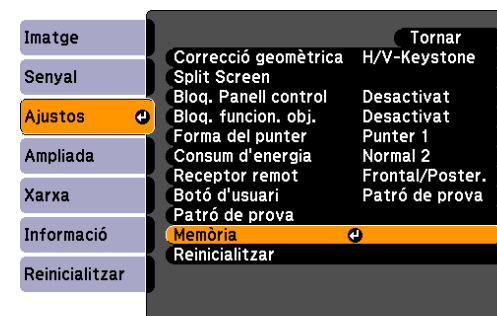 Imatge
Senyal
Ajustos
Ampliada
Xarxa
Informació
Reinicialitzar
Tornar
Correcció geomètrica H/V-Keystone
Split Screen
Bloq. Panell control Desactivat
Bloq. funcion. obj. Desactivat
Forma del punter Punter 1
Consum d'energia Normal 2
Receptor remot Frontal/Poster.
Botó d'usuari Patró de prova
Patró de prova
Memòria
Reinicialitzar